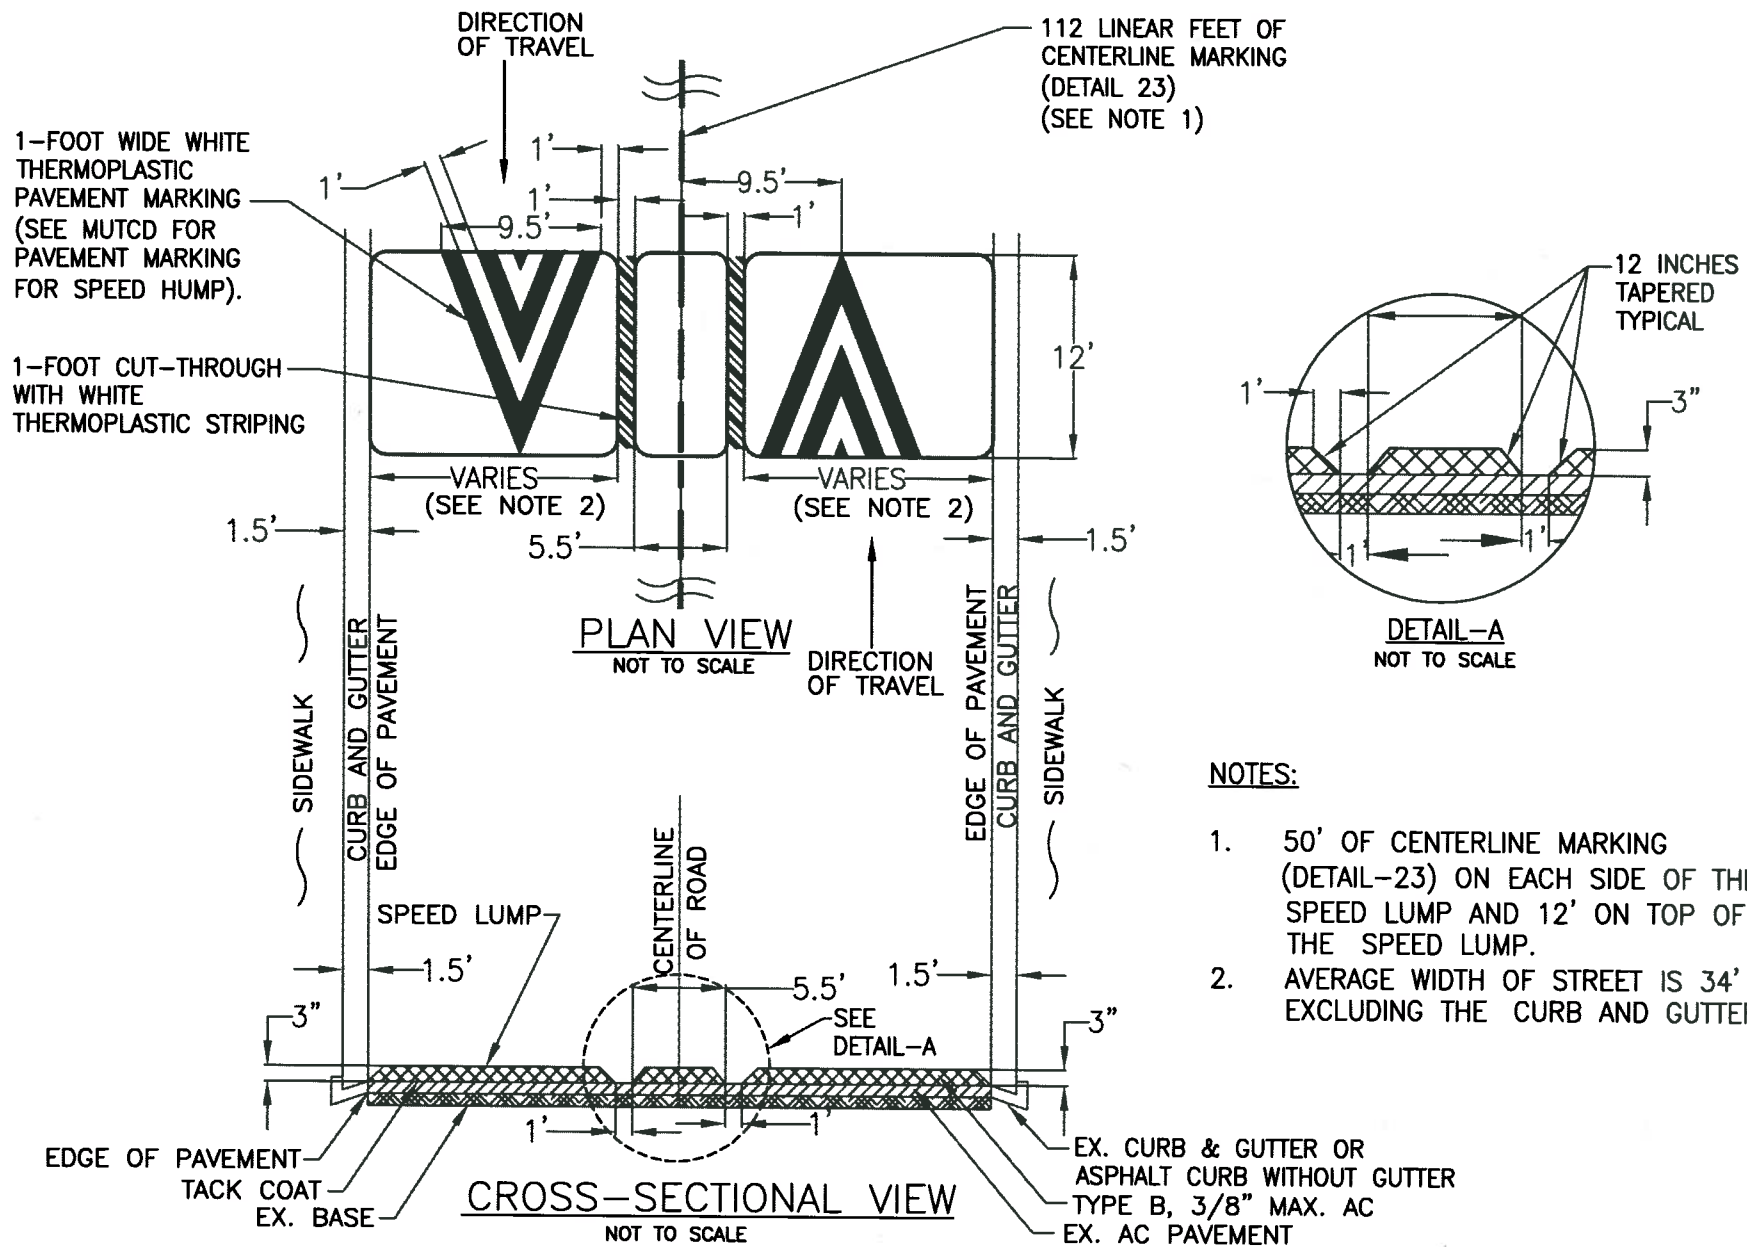 DIRECTION
OF TRAVEL
112 LINEAR FEET OF
CENTERLINE MARKING
(DETAIL 23)
(SEE NOTE 1)
1-FOOT WIDE WHITE
THERMOPLASTIC
PAVEMENT MARKING
(SEE MUTCD FOR
PAVEMENT MARKING
FOR SPEED HUMP).
1'
1'
1'
9.5'
9.5'
1'
1-FOOT CUT-THROUGH
WITH WHITE
THERMOPLASTIC STRIPING
12'
VARIES
(SEE NOTE 2)
VARIES
(SEE NOTE 2)
1.5'
5.5'
1.5'
PLAN VIEW
NOT TO SCALE
DIRECTION
OF TRAVEL
SIDEWALK
CURB AND GUTTER
EDGE OF PAVEMENT
EDGE OF PAVEMENT
CURB AND GUTTER
SIDEWALK
12 INCHES
TAPERED
TYPICAL
1'
3"
1'
1'
DETAIL-A
NOT TO SCALE
NOTES:
1. 50' OF CENTERLINE MARKING
(DETAIL-23) ON EACH SIDE OF TH
SPEED LUMP AND 12' ON TOP OF
THE SPEED LUMP.
2. AVERAGE WIDTH OF STREET IS 34'
EXCLUDING THE CURB AND GUTTE
CENTERLINE
OF ROAD
SPEED LUMP
1.5'
1.5'
5.5'
SEE
DETAIL-A
3"
3"
1'
1'
EDGE OF PAVEMENT
TACK COAT
EX. BASE
CROSS-SECTIONAL VIEW
NOT TO SCALE
EX. CURB & GUTTER OR
ASPHALT CURB WITHOUT GUTTER
TYPE B, 3/8" MAX. AC
EX. AC PAVEMENT